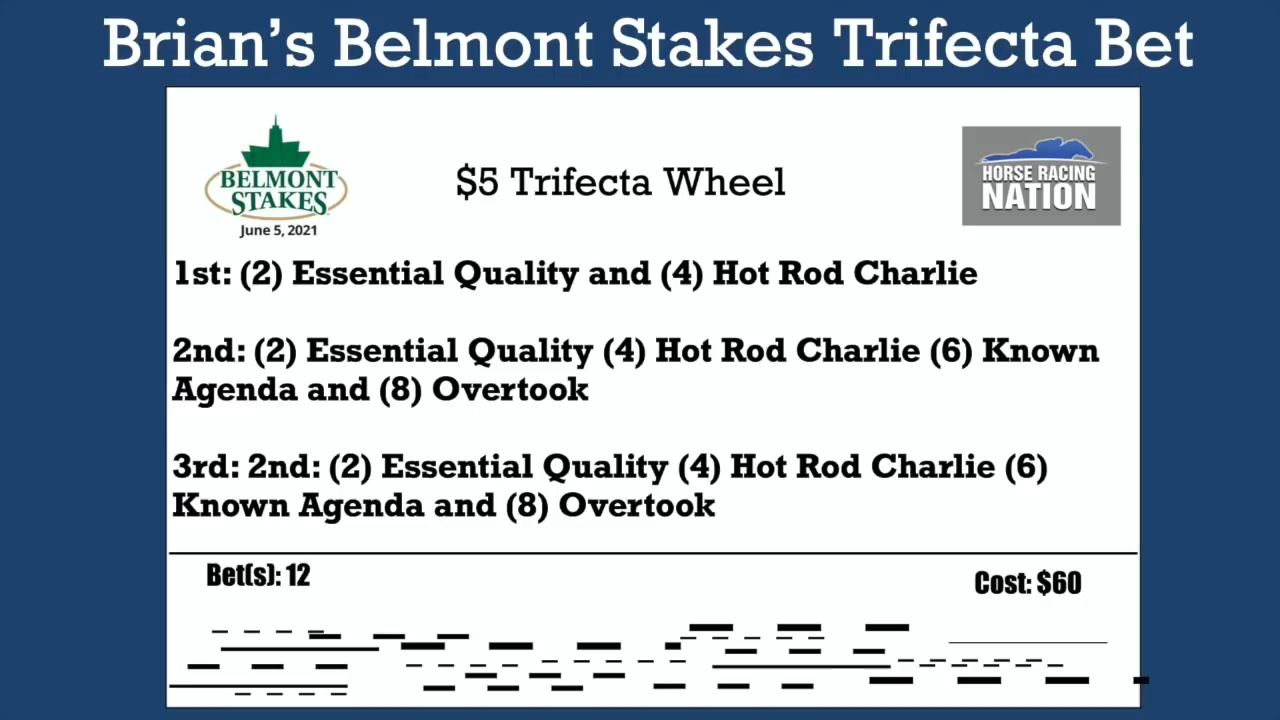 Brian's Belmont Stakes Trifecta Bet
BELMONT
STAKES
June 5, 2021
$5 Trifecta Wheel
HORSE RACING
NATION
1st: (2) Essential Quality and (4) Hot Rod Charlie
2nd: (2) Essential Quality (4) Hot Rod Charlie (6) Known
Agenda and (8) Overtook
3rd: 2nd: (2) Essential Quality (4) Hot Rod Charlie (6)
Known Agenda and (8) Overtook
Bet(s): 12
Cost: $60